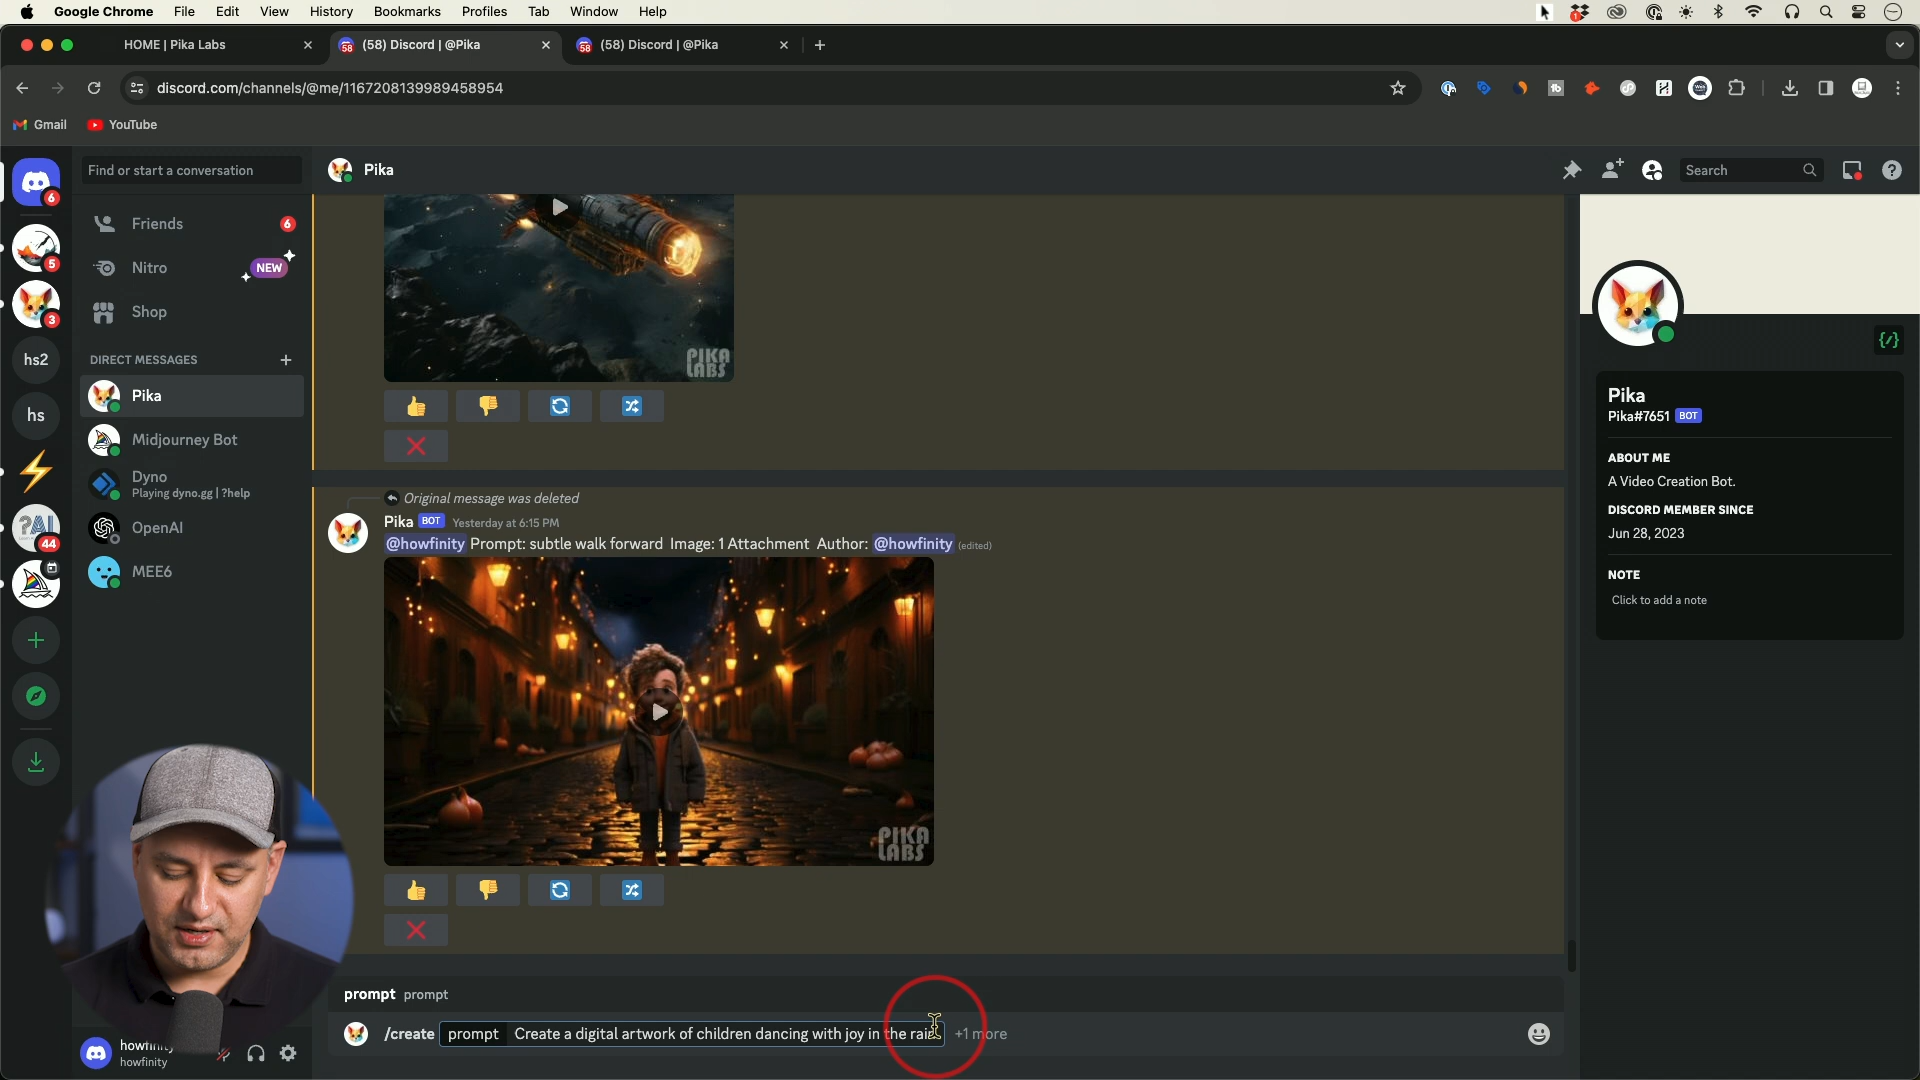 Google Chrome File Edit View History Bookmarks Profiles Tab Window Help
HOME | Pika Labs
(58) Discord | @Pika
(58) Discord | @Pika
discord.com/channels/@me/1167208139989458954
Gmail YouTube
Find or start a conversation
Pika
Search
6
Friends 6
5
Nitro NEW
3
Shop
hs2
DIRECT MESSAGES
hs
Pika
Midjourney Bot
Dyno
Playing dyno.gg | ?help
?AI
44
OpenAI
MEE6
PIKA
LABS
Original message was deleted
Pika BOT Yesterday at 6:15 PM
@howfinity Prompt: subtle walk forward Image: 1 Attachment Author: @howfinity (edited)
PIKA
LABS
prompt prompt
/create prompt Create a digital artwork of children dancing with joy in the rain +1 more
howfinity
howfinity
Pika
Pika#7651 BOT
ABOUT ME
A Video Creation Bot.
DISCORD MEMBER SINCE
Jun 28, 2023
NOTE
Click to add a note